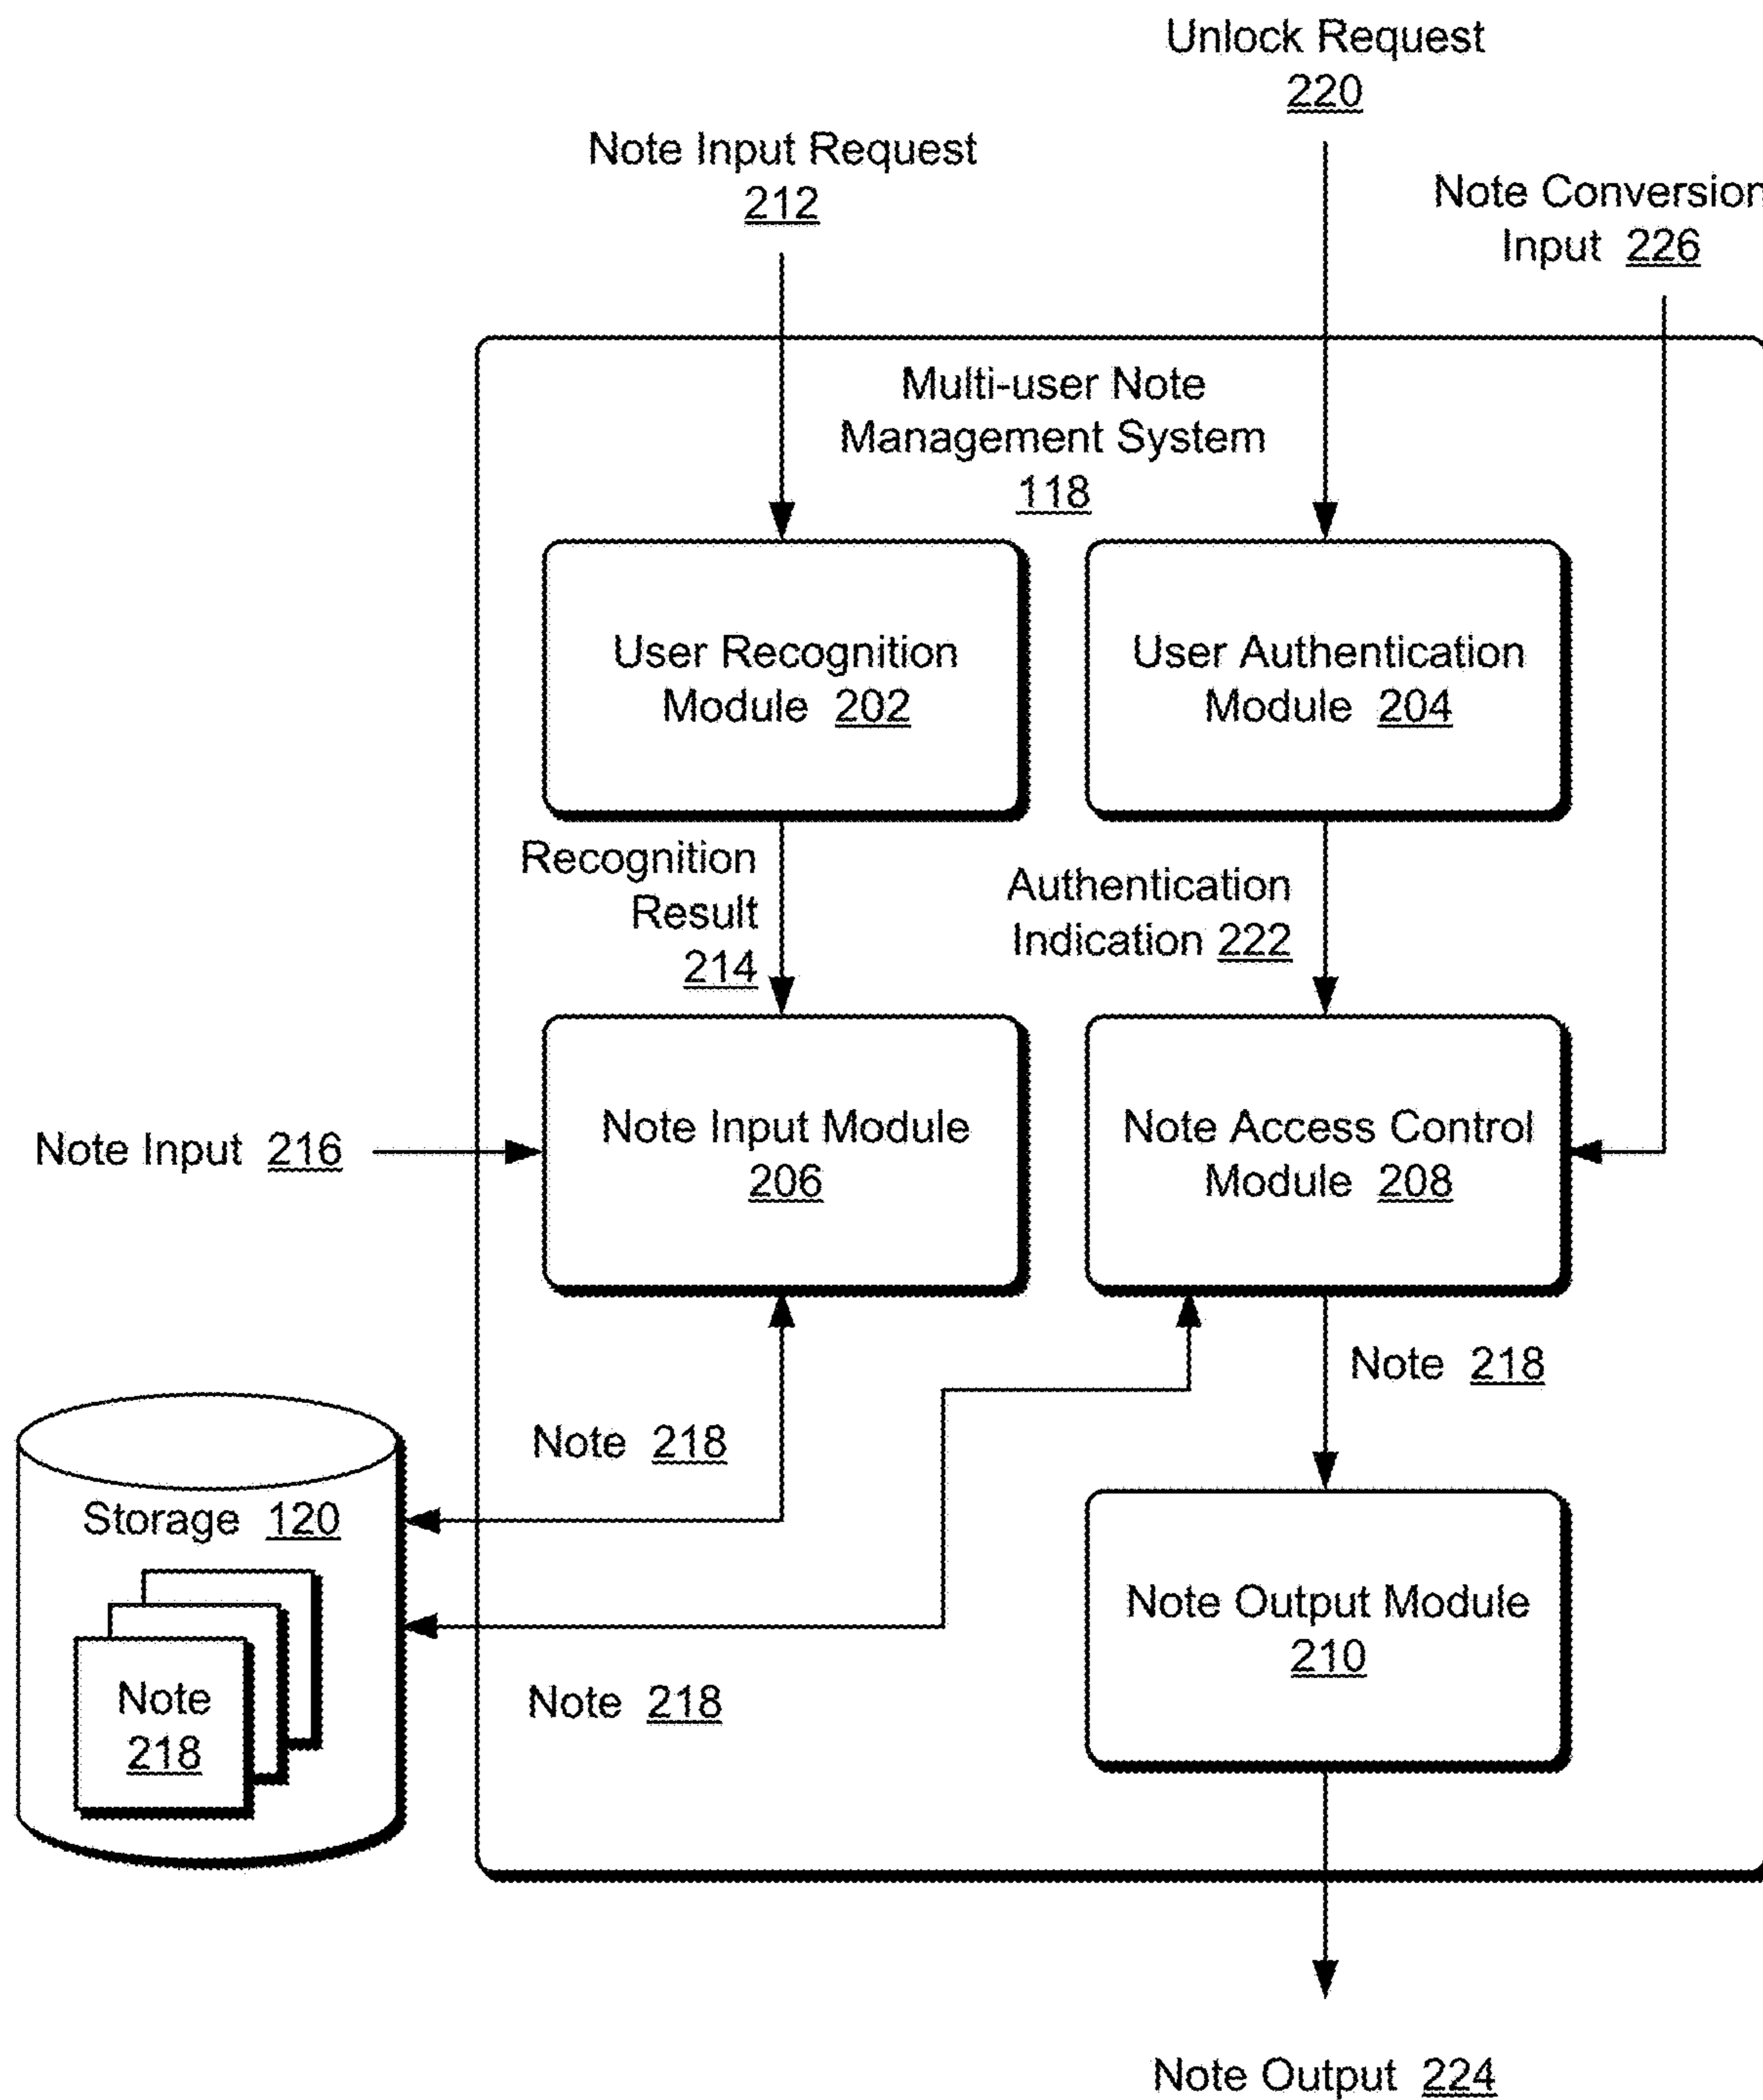 Unlock Request
220
Note Input Request
212
Note Conversion
Input 226
Multi-user Note
Management System
118
User Recognition
Module 202
User Authentication
Module 204
Recognition
Result
214
Authentication
Indication 222
Note Input 216
Note Input Module
206
Note Access Control
Module 208
Note 218
Note 218
Storage 120
Note Output Module
210
Note
218
Note 218
Note Output 224